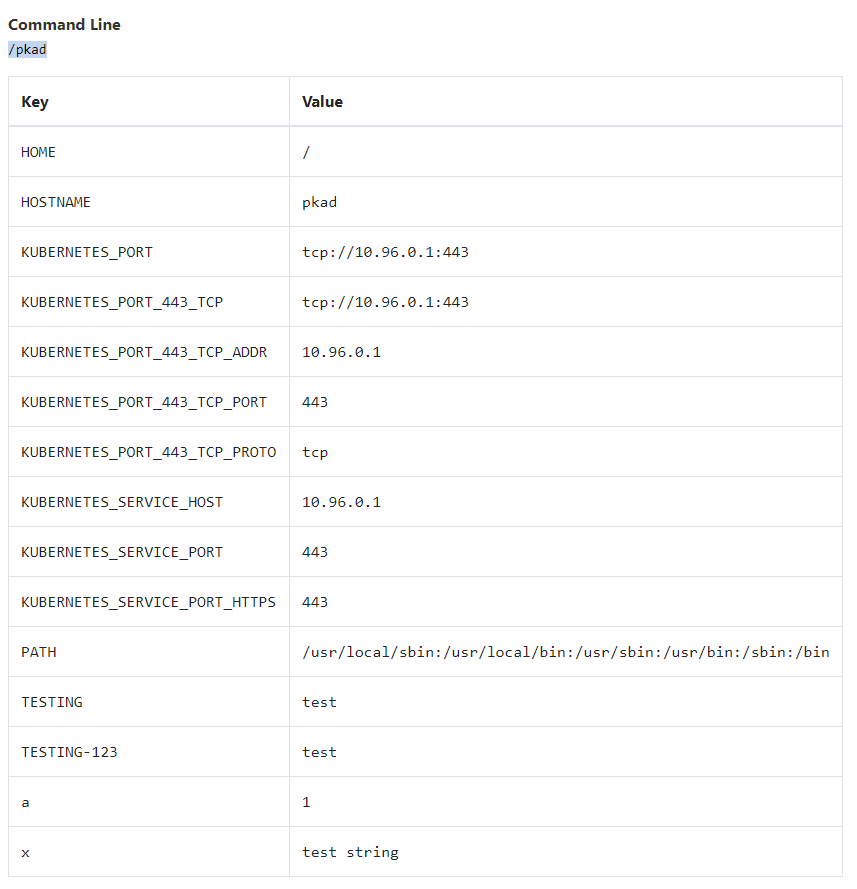 Command Line
/pkad
Key Value
HOME /
HOSTNAME pkad
KUBERNETES_PORT tcp://10.96.0.1:443
KUBERNETES_PORT_443_TCP tcp://10.96.0.1:443
KUBERNETES_PORT_443_TCP_ADDR 10.96.0.1
KUBERNETES_PORT_443_TCP_PORT 443
KUBERNETES_PORT_443_TCP_PROTO tcp
KUBERNETES_SERVICE_HOST 10.96.0.1
KUBERNETES_SERVICE_PORT 443
KUBERNETES_SERVICE_PORT_HTTPS 443
PATH /usr/local/sbin:/usr/local/bin:/usr/sbin:/usr/bin:/sbin:/bin
TESTING test
TESTING-123 test
a 1
x test string